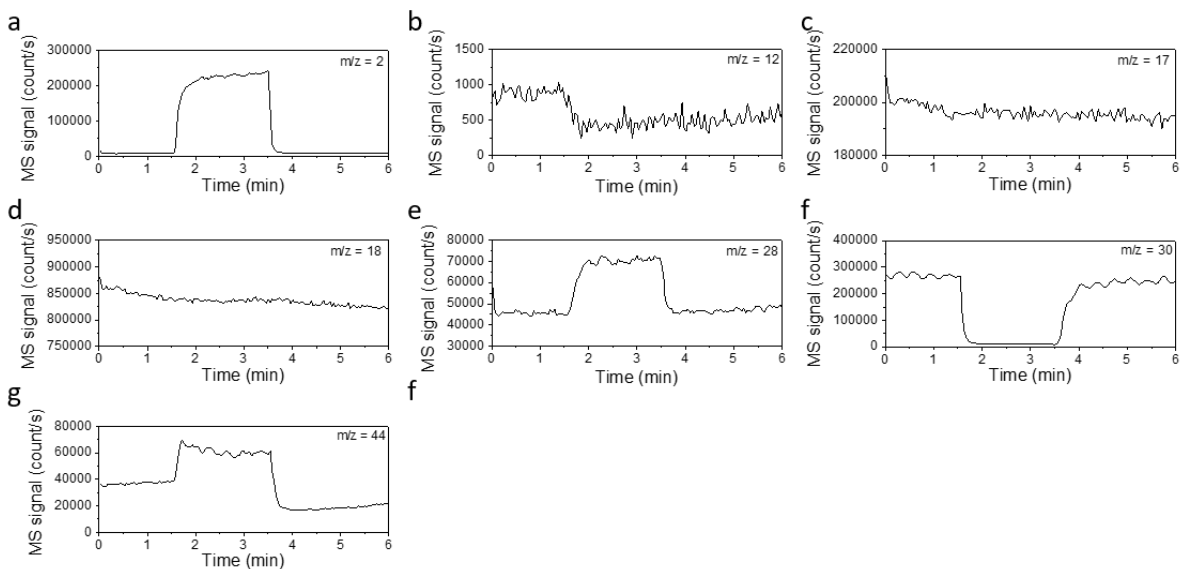 a
300000
200000
100000
0
MS signal (count/s)
m/z = 2
0 1 2 3 4 5 6
Time (min)
b
1500
1000
500
0
MS signal (count/s)
m/z = 12
0 1 2 3 4 5 6
Time (min)
c
220000
200000
180000
MS signal (count/s)
m/z = 17
0 1 2 3 4 5 6
Time (min)
d
950000
900000
850000
800000
750000
MS signal (count/s)
m/z = 18
0 1 2 3 4 5 6
Time (min)
e
80000
70000
60000
50000
40000
30000
MS signal (count/s)
m/z = 28
0 1 2 3 4 5 6
Time (min)
f
400000
300000
200000
100000
0
MS signal (count/s)
m/z = 30
0 1 2 3 4 5 6
Time (min)
g
80000
60000
40000
20000
0
MS signal (count/s)
m/z = 44
0 1 2 3 4 5 6
Time (min)
f